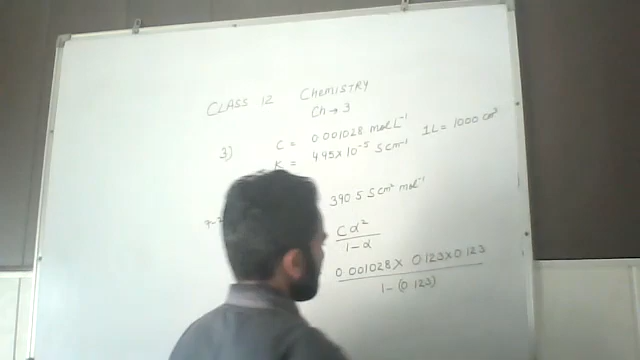 CLASS 12 CHEMISTRY
Ch → 3
3) C = 0.001028 mol L⁻¹
K = 4.95 × 10⁻⁵ S cm⁻¹ 1L = 1000 cm³
390.5 S cm² mol⁻¹
Cα²
1 - α
0.001028 × 0.123 × 0.123
1 - (0.123)